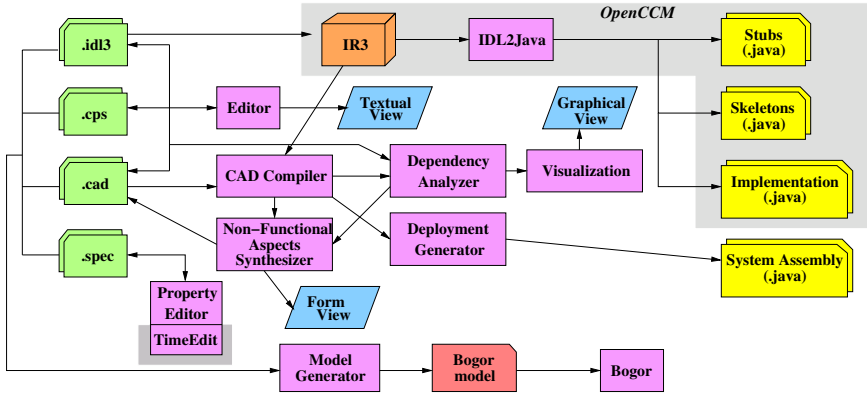 OpenCCM
.idl3
IR3
IDL2Java
Stubs
(.java)
.cps
Editor
Textual
View
Graphical
View
Skeletons
(.java)
.cad
CAD Compiler
Dependency
Analyzer
Visualization
Implementation
(.java)
.spec
Non-Functional
Aspects
Synthesizer
Deployment
Generator
System Assembly
(.java)
Property
Editor
TimeEdit
Form
View
Model
Generator
Bogor
model
Bogor